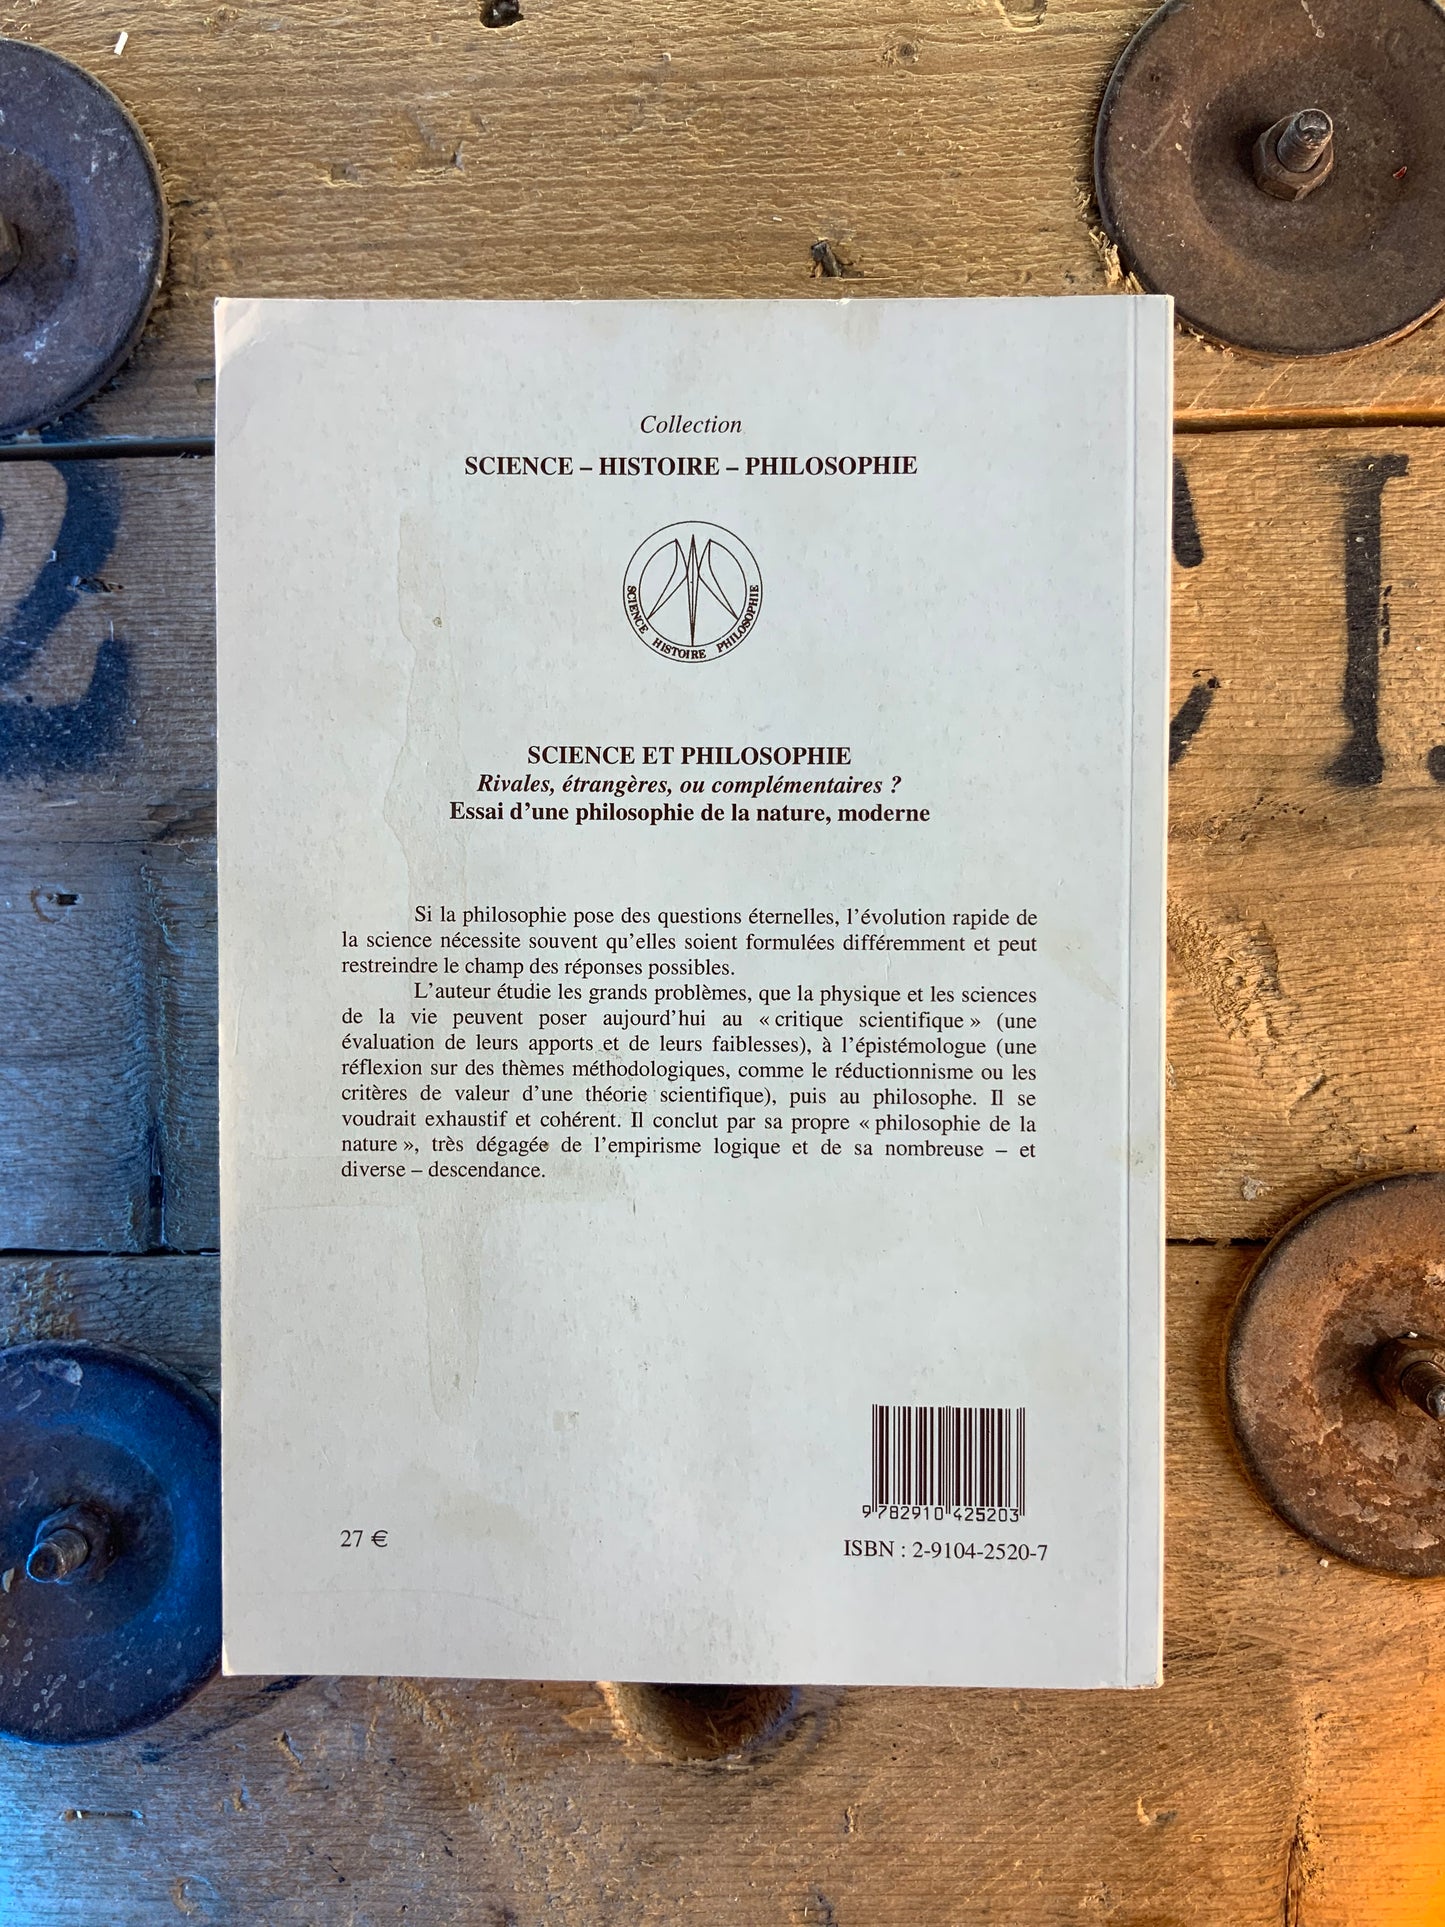 Collection
SCIENCE – HISTOIRE – PHILOSOPHIE
SCIENCE HISTOIRE PHILOSOPHIE
SCIENCE ET PHILOSOPHIE
Rivales, étrangères, ou complémentaires ?
Essai d’une philosophie de la nature, moderne
Si la philosophie pose des questions éternelles, l’évolution rapide de
la science nécessite souvent qu’elles soient formulées différemment et peut
restreindre le champ des réponses possibles.
L’auteur étudie les grands problèmes, que la physique et les sciences
de la vie peuvent poser aujourd’hui au « critique scientifique » (une
évaluation de leurs apports et de leurs faiblesses), à l’épistémologue (une
réflexion sur des thèmes méthodologiques, comme le réductionnisme ou les
critères de valeur d’une théorie scientifique), puis au philosophe. Il se
voudrait exhaustif et cohérent. Il conclut par sa propre « philosophie de la
nature », très dégagée de l’empirisme logique et de sa nombreuse – et
diverse – descendance.
9 782910 425203
27 €
ISBN : 2-9104-2520-7